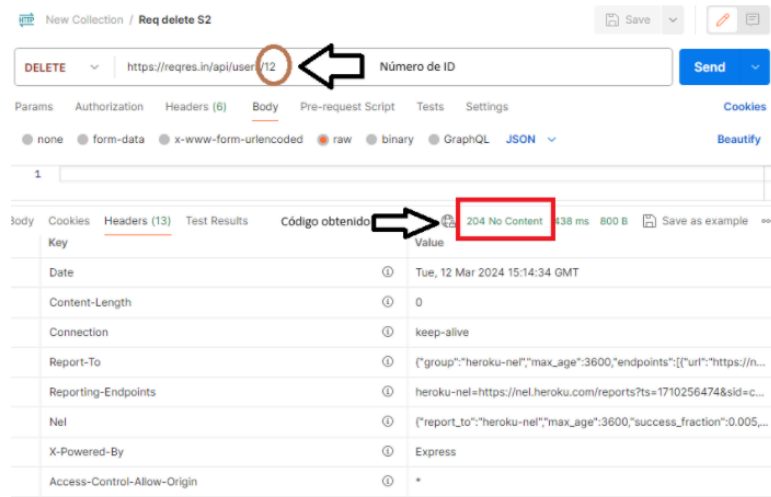 HTTP New Collection / Req delete S2 Save
DELETE https://reqres.in/api/user /12 Número de ID Send
Params Authorization Headers (6) Body Pre-request Script Tests Settings Cookies
none form-data x-www-form-urlencoded raw binary GraphQL JSON Beautify
1
Body Cookies Headers (13) Test Results Código obtenido 204 No Content 438 ms 800 B Save as example
Key Value
Date Tue, 12 Mar 2024 15:14:34 GMT
Content-Length 0
Connection keep-alive
Report-To {"group":"heroku-nel","max_age":3600,"endpoints":[{"url":"https://n...
Reporting-Endpoints heroku-nel=https://nel.heroku.com/reports?ts=1710256474&sid=c...
Nel {"report_to":"heroku-nel","max_age":3600,"success_fraction":0.005,...
X-Powered-By Express
Access-Control-Allow-Origin *